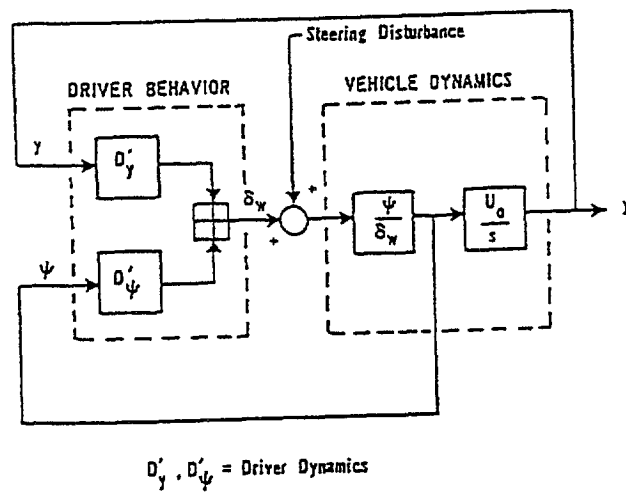 Steering Disturbance
DRIVER BEHAVIOR
VEHICLE DYNAMICS
y
D′y
δw
+
+
ψ
δw
Uo
s
ψ
D′ψ
D′y , D′ψ = Driver Dynamics